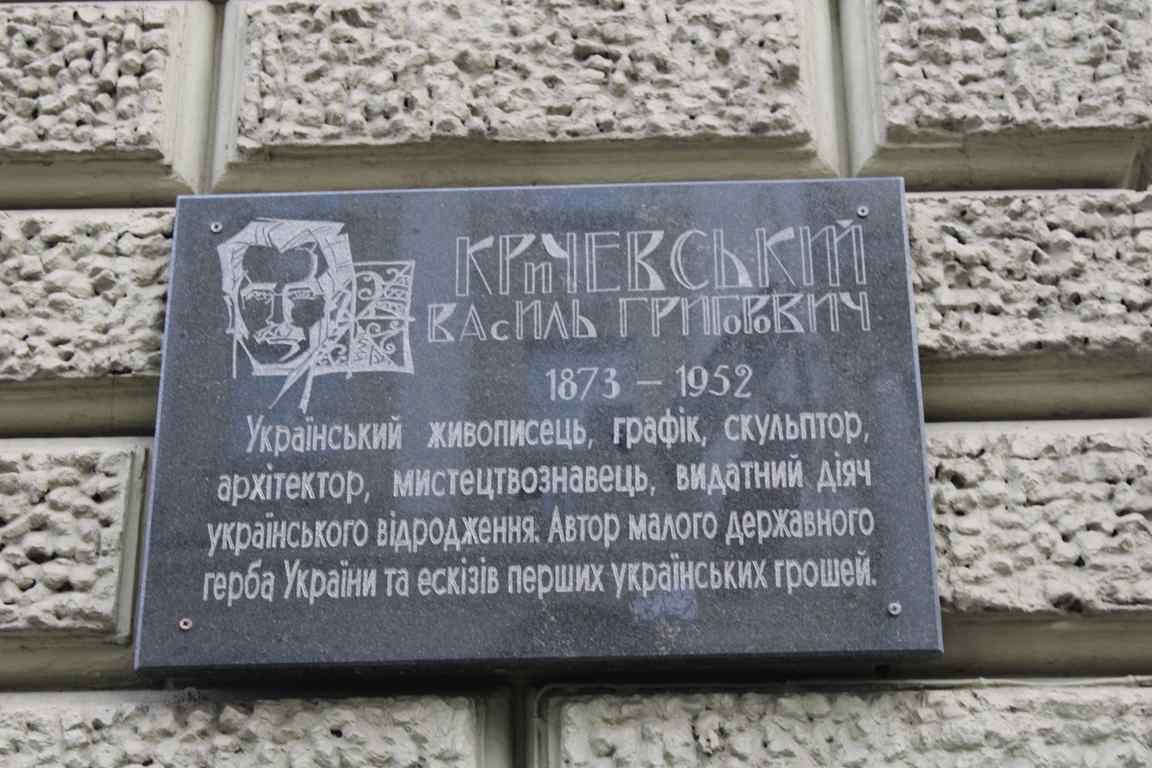 КРИЧЕВСЬКИЙ
ВАСИЛЬ ГРИГОРОВИЧ
1873 – 1952
Український живописець, графік, скульптор,
архітектор, мистецтвознавець, видатний діяч
українського відродження. Автор малого державного
герба України та ескізів перших українських грошей.